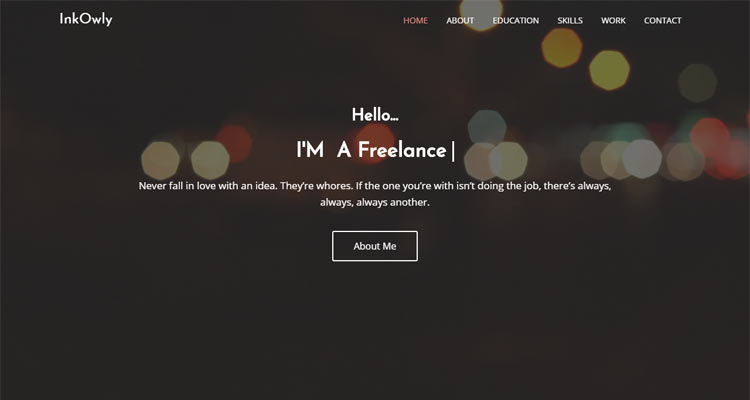 InkOwly
HOME ABOUT EDUCATION SKILLS WORK CONTACT
Hello...
I'M A Freelance |
Never fall in love with an idea. They're whores. If the one you're with isn't doing the job, there's always,
always, always another.
About Me